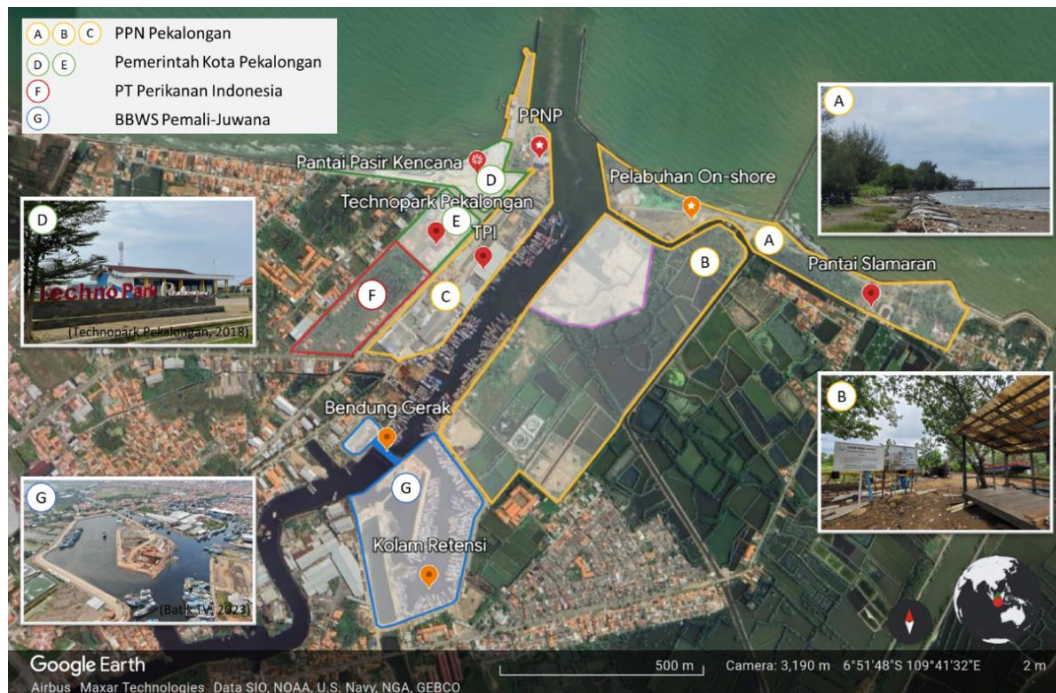 A B C PPN Pekalongan
D E Pemerintah Kota Pekalongan
F PT Perikanan Indonesia
G BBWS Pemali-Juwana
A
PPNP
Pantai Pasir Kencana
D
Pelabuhan On-shore
D
Technopark Pekalongan
E
TPI
A
B
Pantai Slamaran
Techno Park
(Technopark Pekalongan, 2018)
F
C
Bendung Gerak
B
G
G
Kolam Retensi
(Batik TV, 2023)
Google Earth
500 m
Camera: 3,190 m 6°51'48"S 109°41'32"E
2 m
Airbus Maxar Technologies Data SIO, NOAA, U.S. Navy, NGA, GEBCO